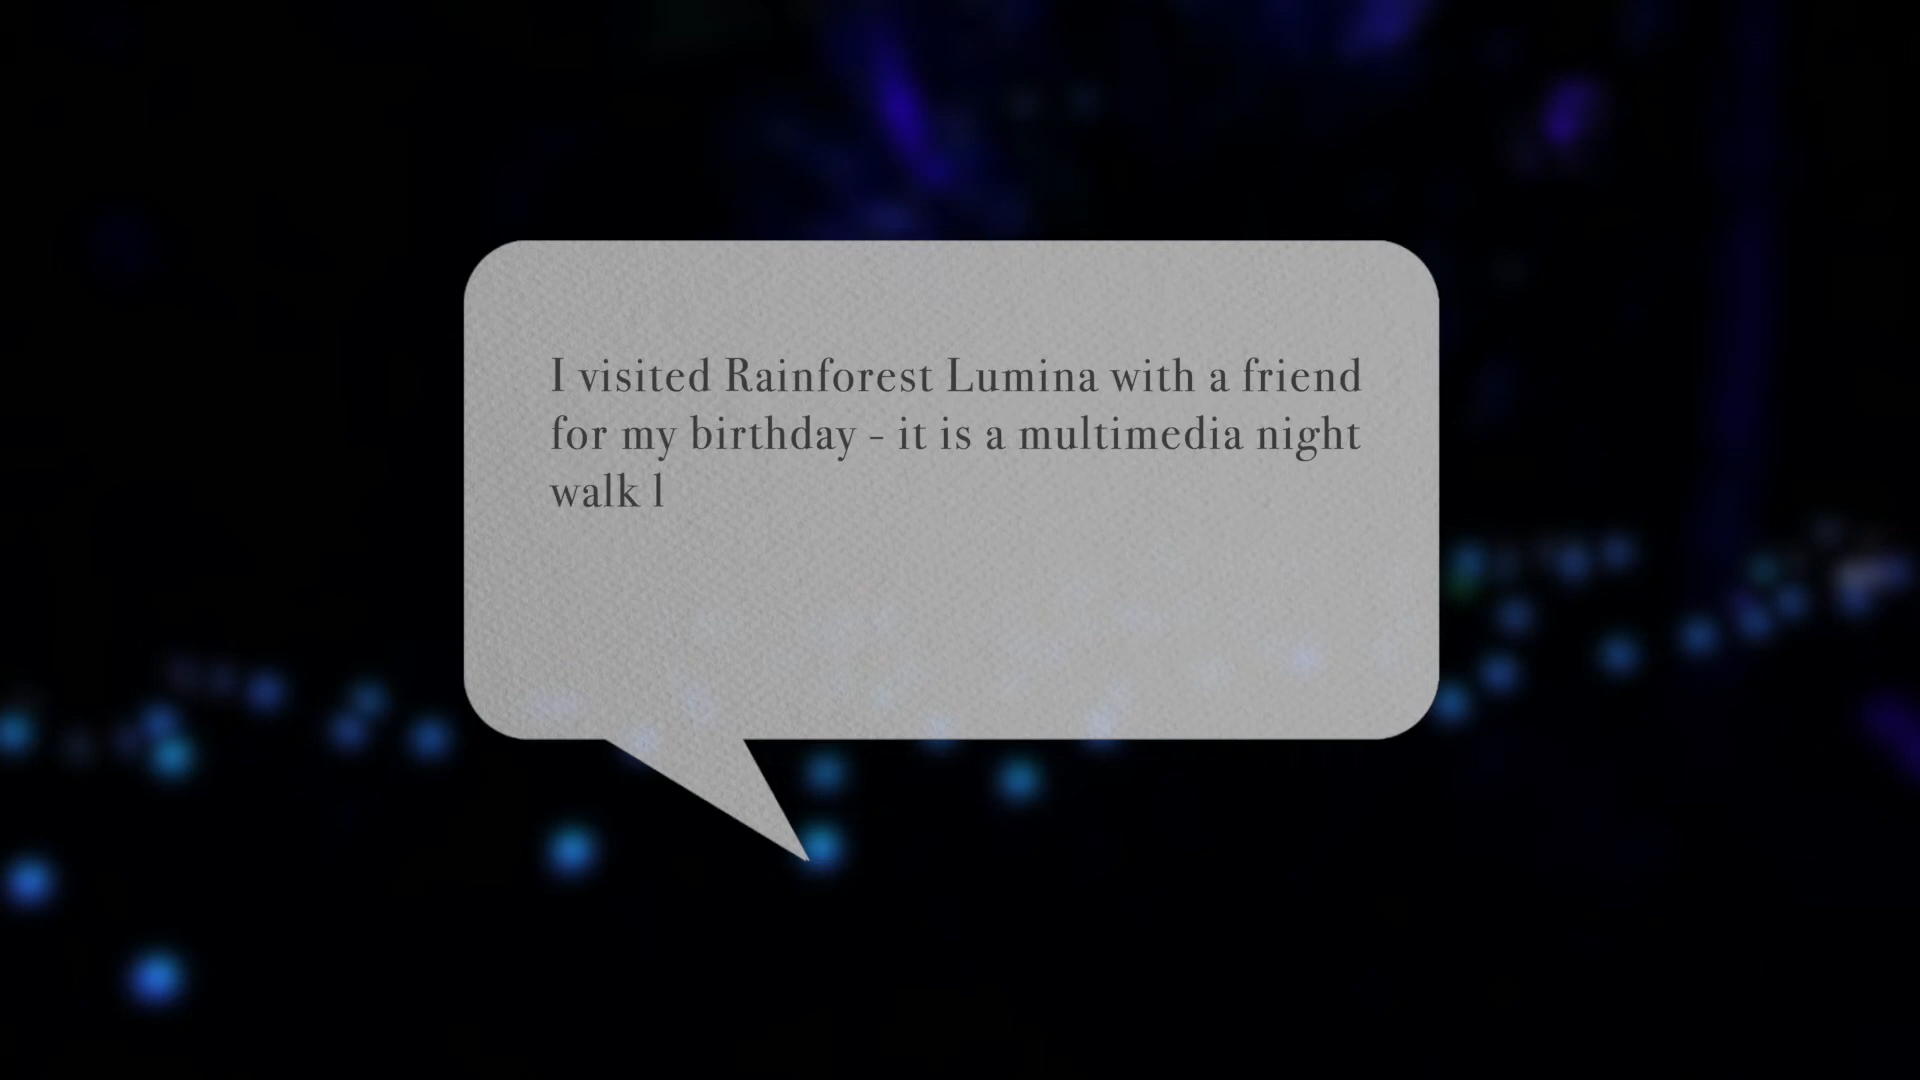 I visited Rainforest Lumina with a friend
for my birthday - it is a multimedia night
walk l